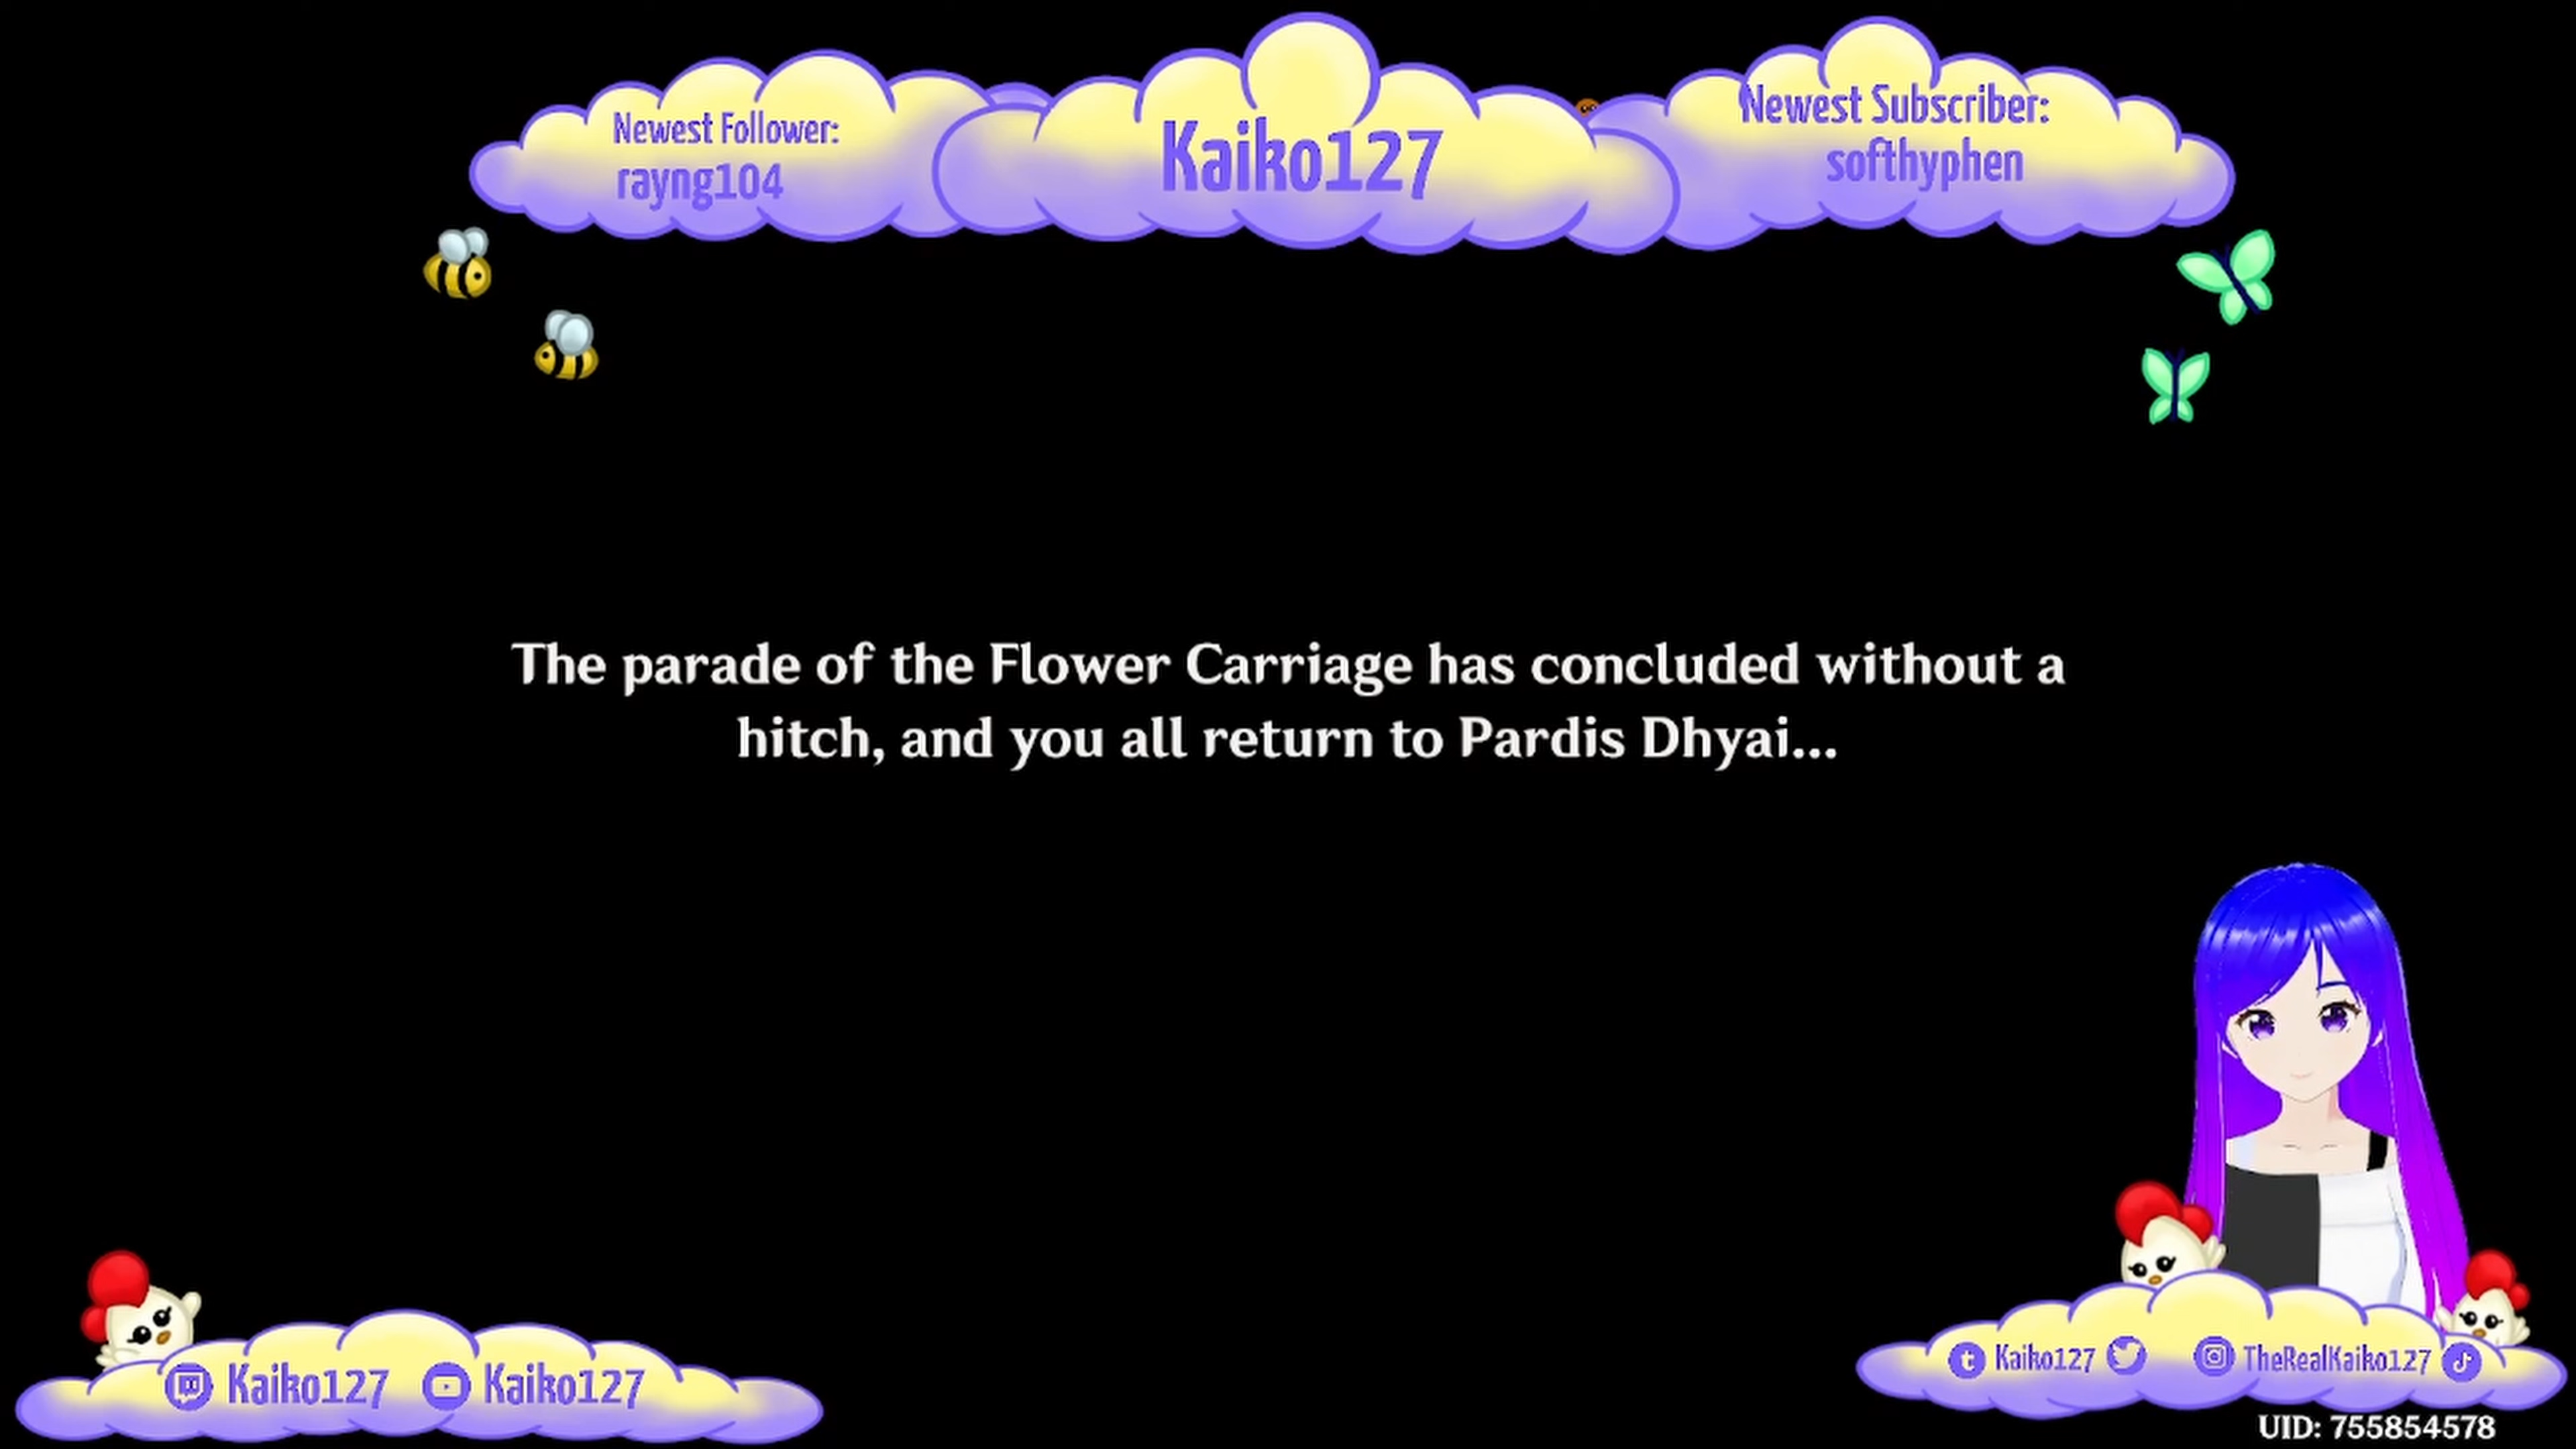 Newest Follower:
rayng104
Kaiko127
Newest Subscriber:
softhyphen
The parade of the Flower Carriage has concluded without a
hitch, and you all return to Pardis Dhyai...
Kaiko127 Kaiko127
Kaiko127 TheRealKaiko127
UID: 755854578